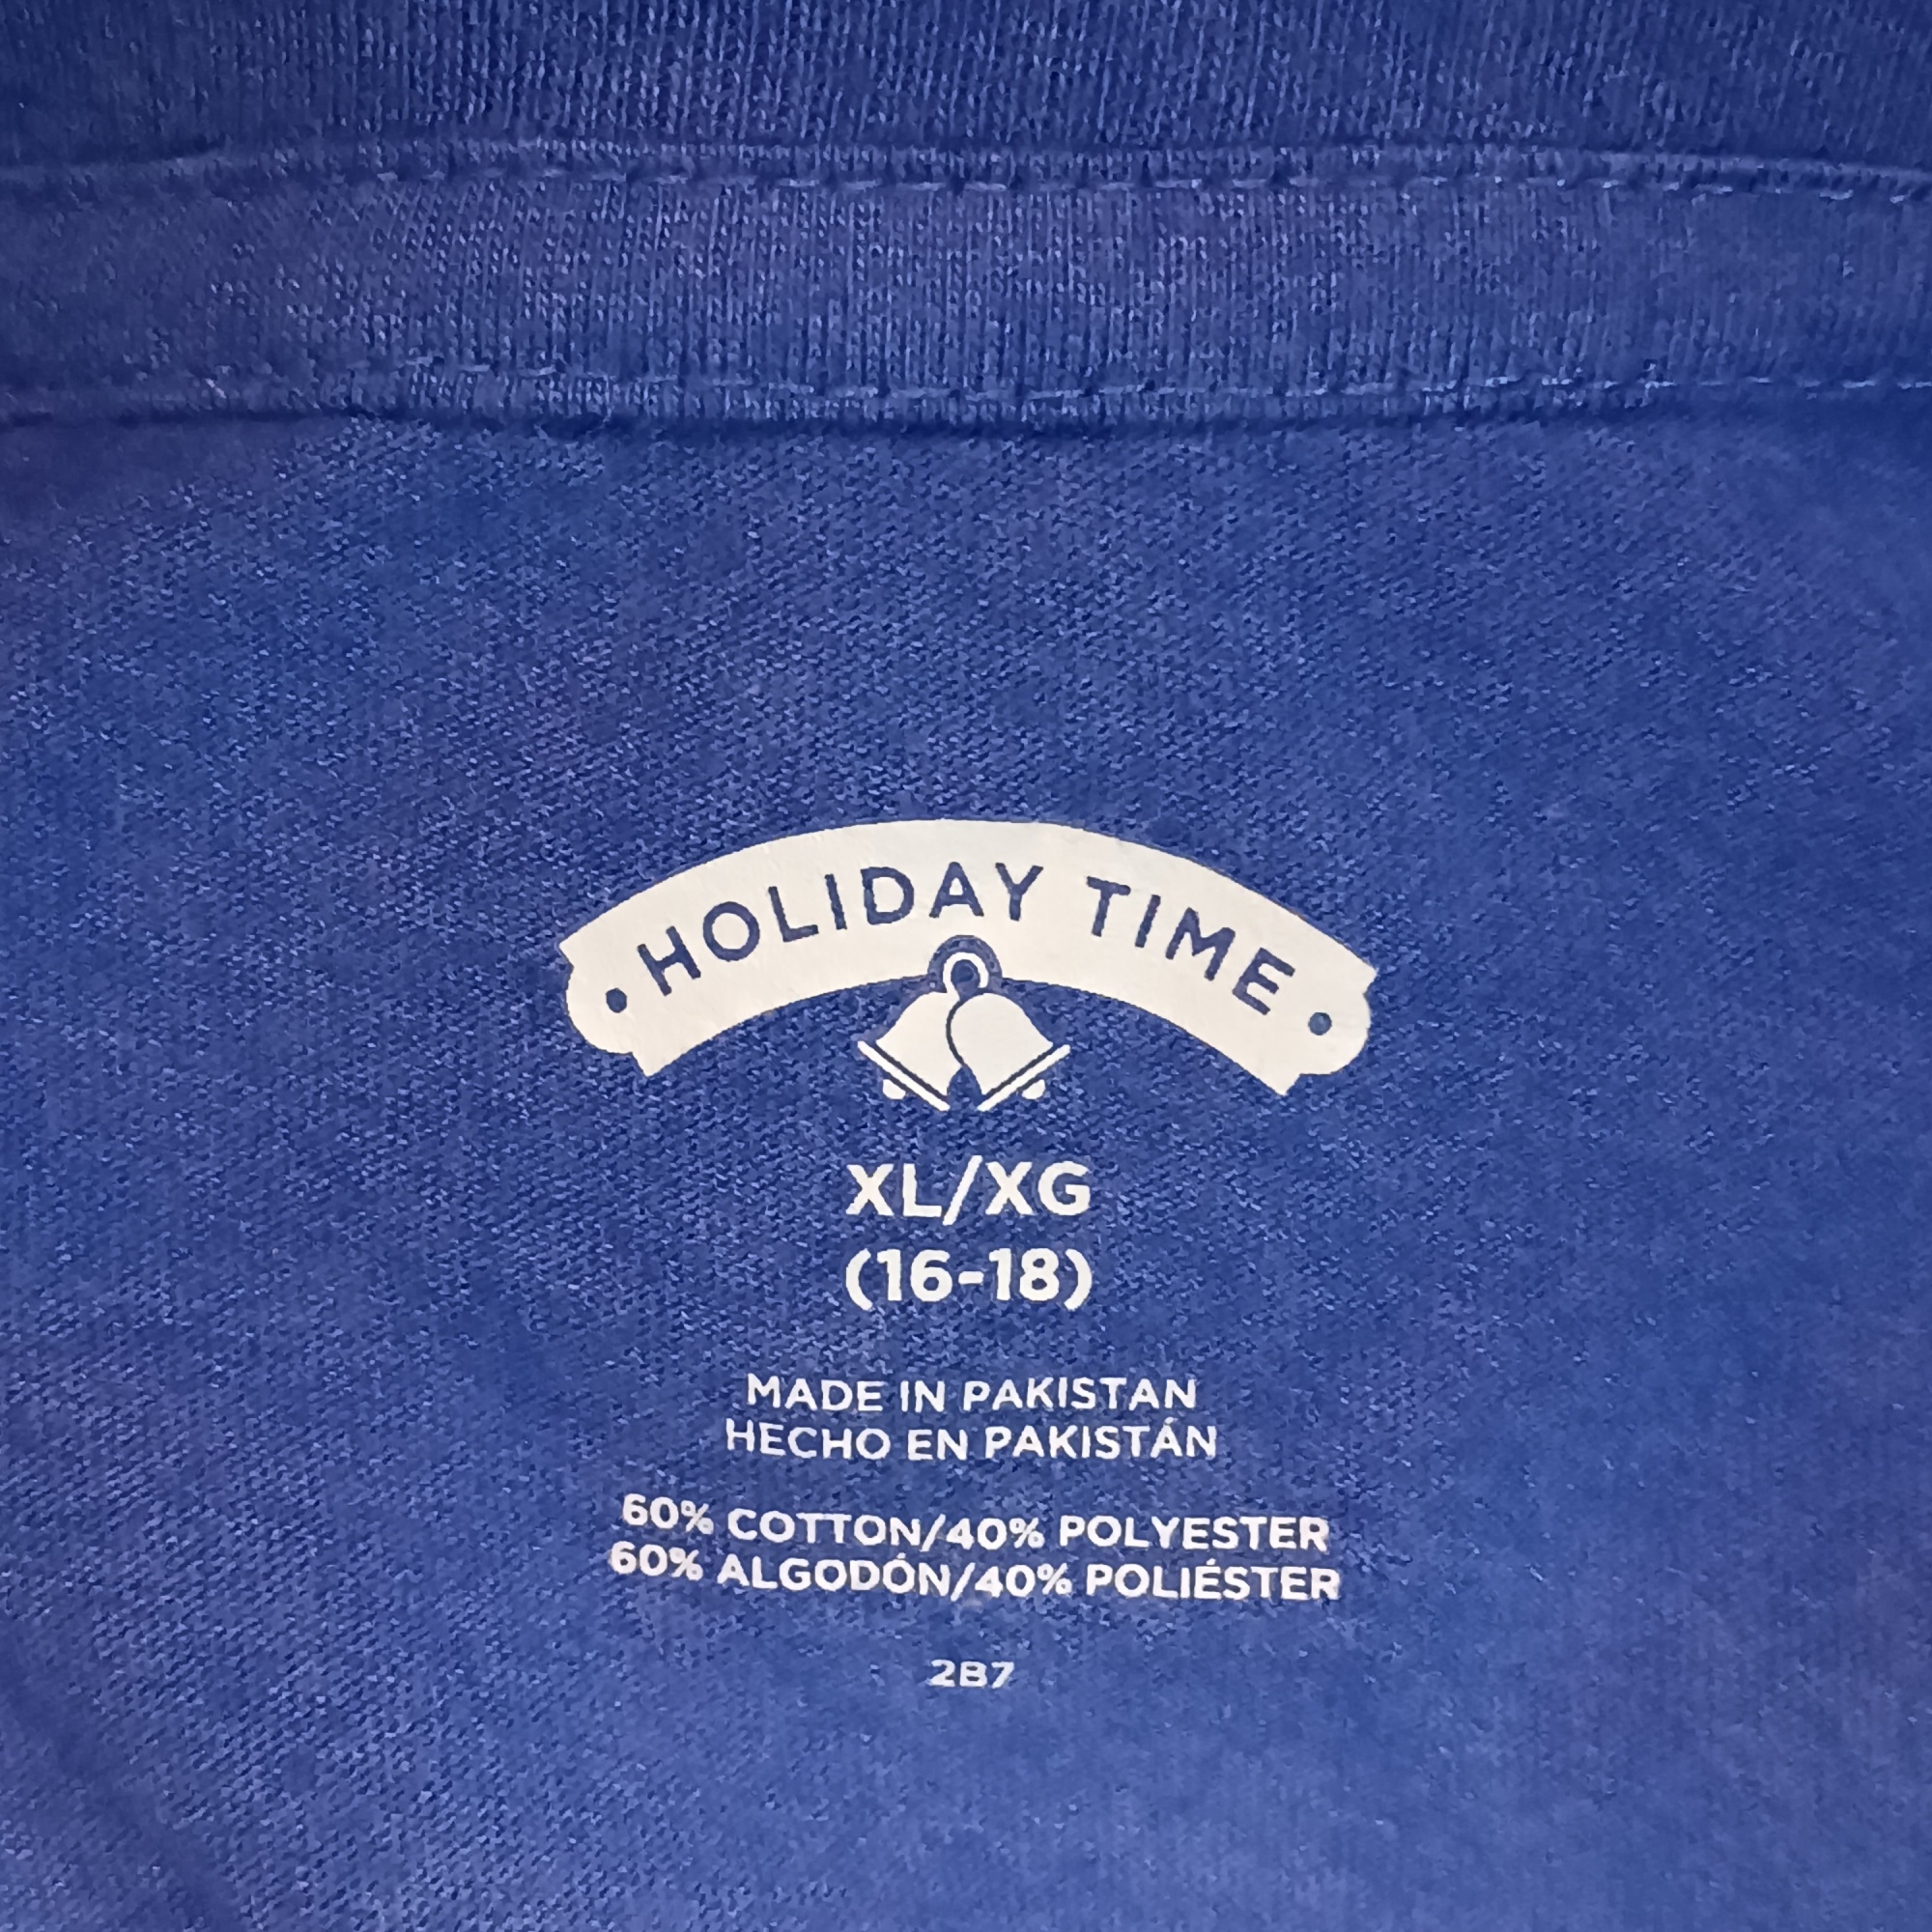 • HOLIDAY TIME •
XL/XG
(16-18)
MADE IN PAKISTAN
HECHO EN PAKISTÁN
60% COTTON/40% POLYESTER
60% ALGODÓN/40% POLIÉSTER
2B7